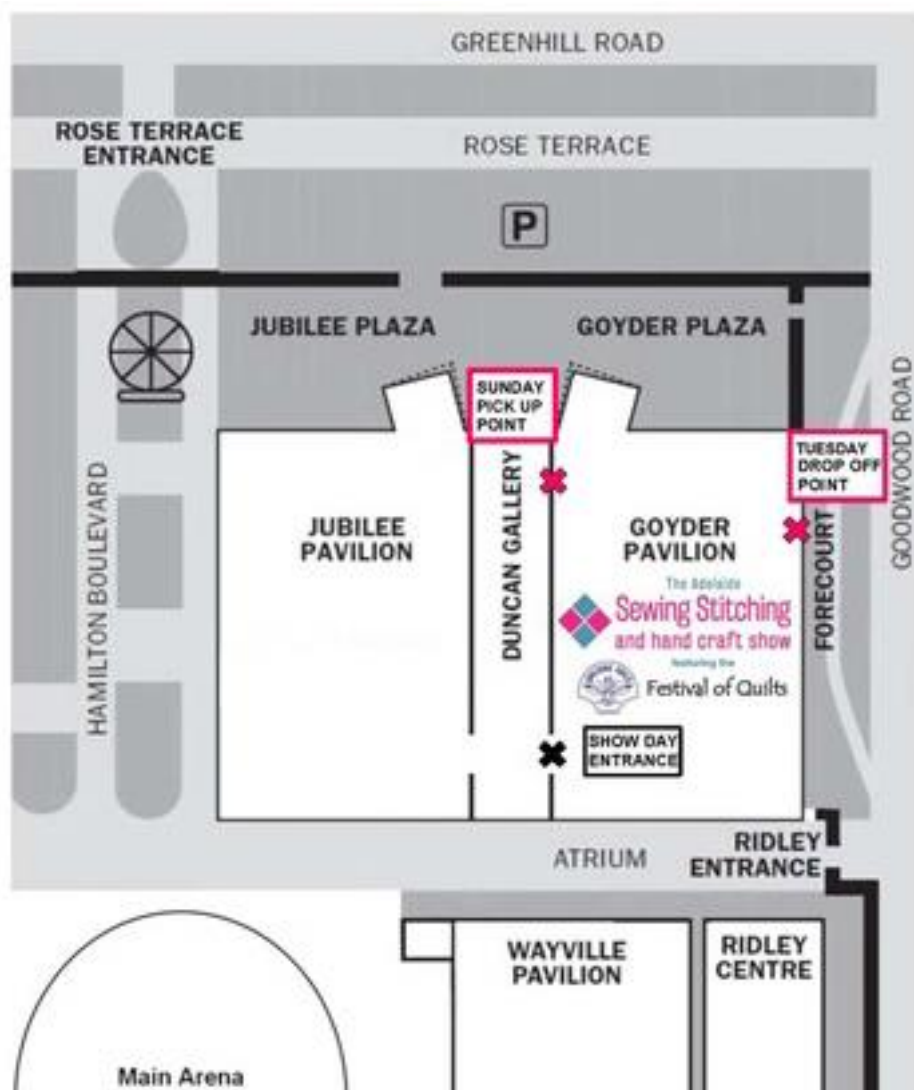 GREENHILL ROAD
ROSE TERRACE
ENTRANCE
ROSE TERRACE
P
JUBILEE PLAZA
GOYDER PLAZA
SUNDAY
PICK UP
POINT
TUESDAY
DROP OFF
POINT
GOODWOOD ROAD
HAMILTON BOULEVARD
JUBILEE
PAVILION
DUNCAN GALLERY
GOYDER
PAVILION
FORECOURT
The Adelaide
Sewing Stitching
and hand craft show
featuring the
Festival of Quilts
SHOW DAY
ENTRANCE
ATRIUM
RIDLEY
ENTRANCE
WAYVILLE
PAVILION
RIDLEY
CENTRE
Main Arena